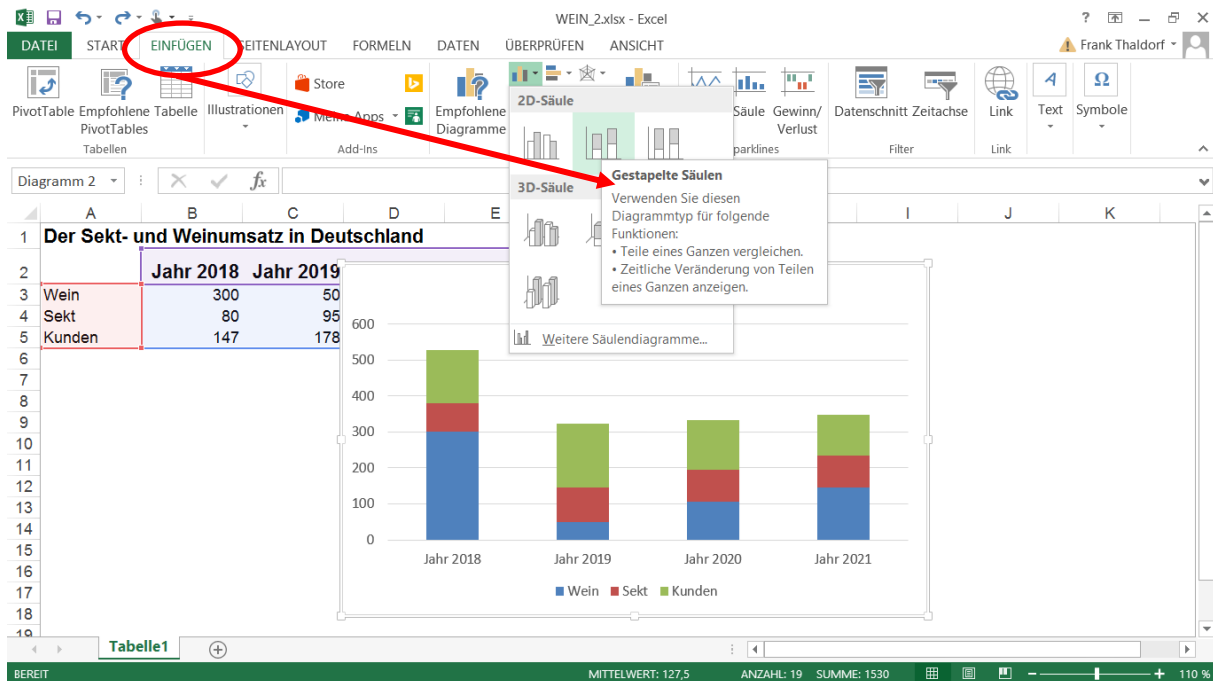 WEIN_2.xlsx - Excel
DATEI START EINFÜGEN SEITENLAYOUT FORMELN DATEN ÜBERPRÜFEN ANSICHT Frank Thaldorf
PivotTable Empfohlene PivotTables Tabelle
Illustrationen
Store
Meine Apps
Empfohlene Diagramme
Säule Gewinn/ Verlust
Datenschnitt Zeitachse
Link
Text
Symbole
Tabellen Add-Ins parklines Filter Link
2D-Säule
3D-Säule
Weitere Säulendiagramme...
Gestapelte Säulen
Verwenden Sie diesen
Diagrammtyp für folgende
Funktionen:
• Teile eines Ganzen vergleichen.
• Zeitliche Veränderung von Teilen
eines Ganzen anzeigen.
Diagramm 2 fx
A B C D E I J K
1 Der Sekt- und Weinumsatz in Deutschland
2 Jahr 2018 Jahr 2019
3 Wein 300 50
4 Sekt 80 95
5 Kunden 147 178
6
7
8
9
10
11
12
13
14
15
16
17
18
19
600
500
400
300
200
100
0
Jahr 2018 Jahr 2019 Jahr 2020 Jahr 2021
Wein Sekt Kunden
Tabelle1
BEREIT MITTELWERT: 127,5 ANZAHL: 19 SUMME: 1530 110 %